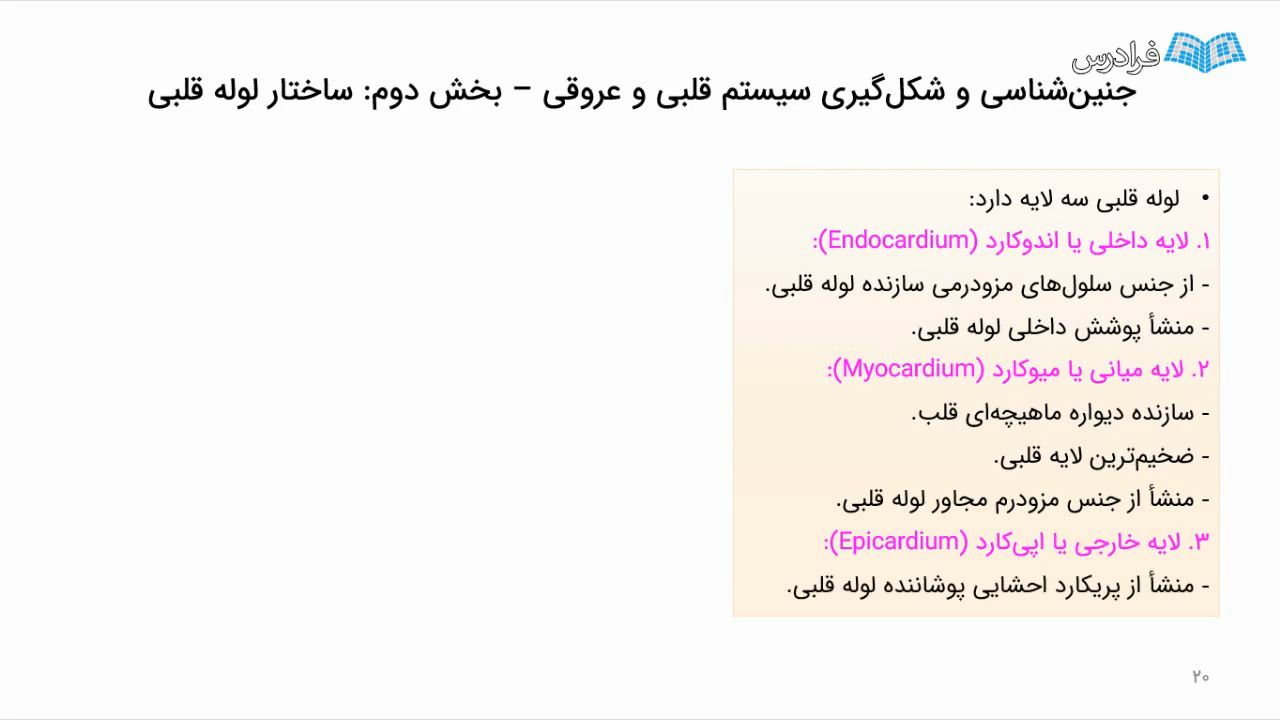 فرادرس
جنین‌شناسی و شکل‌گیری سیستم قلبی و عروقی – بخش دوم: ساختار لوله قلبی
• لوله قلبی سه لایه دارد:
۱. لایه داخلی یا اندوکارد (Endocardium):
- از جنس سلول‌های مزودرمی سازنده لوله قلبی.
- منشأ پوشش داخلی لوله قلبی.
۲. لایه میانی یا میوکارد (Myocardium):
- سازنده دیواره ماهیچه‌ای قلب.
- ضخیم‌ترین لایه قلبی.
- منشأ از جنس مزودرم مجاور لوله قلبی.
۳. لایه خارجی یا اپی‌کارد (Epicardium):
- منشأ از پریکارد احشایی پوشاننده لوله قلبی.
۲۰